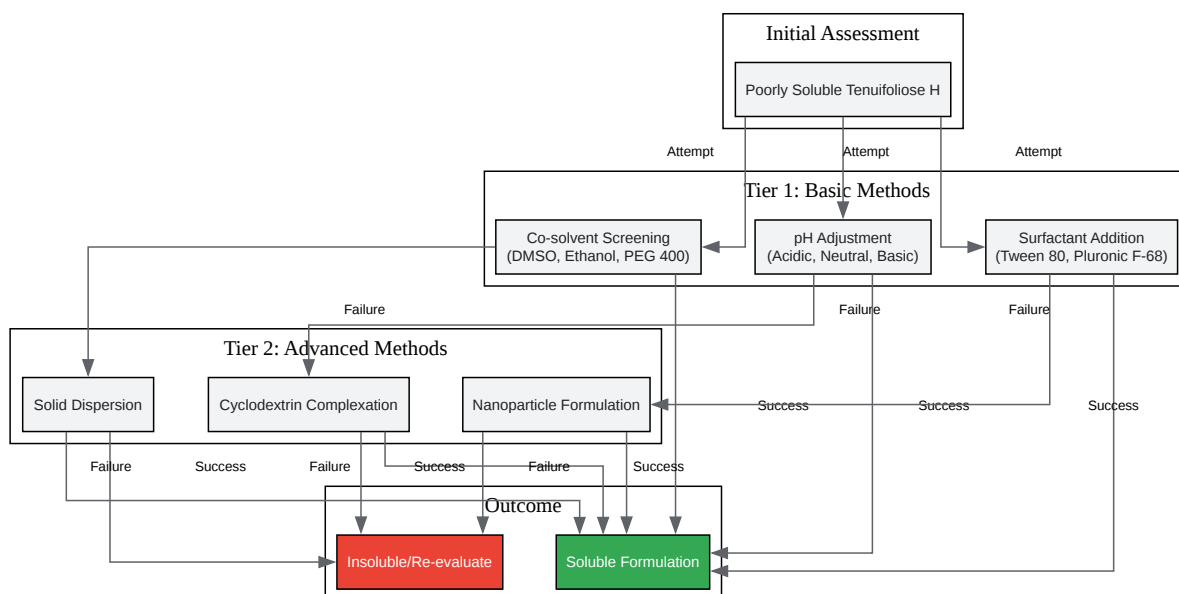 Initial Assessment
Poorly Soluble Tenuifoliose H
Attempt
Attempt
Attempt
Tier 1: Basic Methods
Co-solvent Screening
(DMSO, Ethanol, PEG 400)
pH Adjustment
(Acidic, Neutral, Basic)
Surfactant Addition
(Tween 80, Pluronic F-68)
Failure
Failure
Failure
Tier 2: Advanced Methods
Solid Dispersion
Cyclodextrin Complexation
Nanoparticle Formulation
Success
Success
Success
Failure
Success
Failure
Success
Failure
Success
Outcome
Insoluble/Re-evaluate
Soluble Formulation